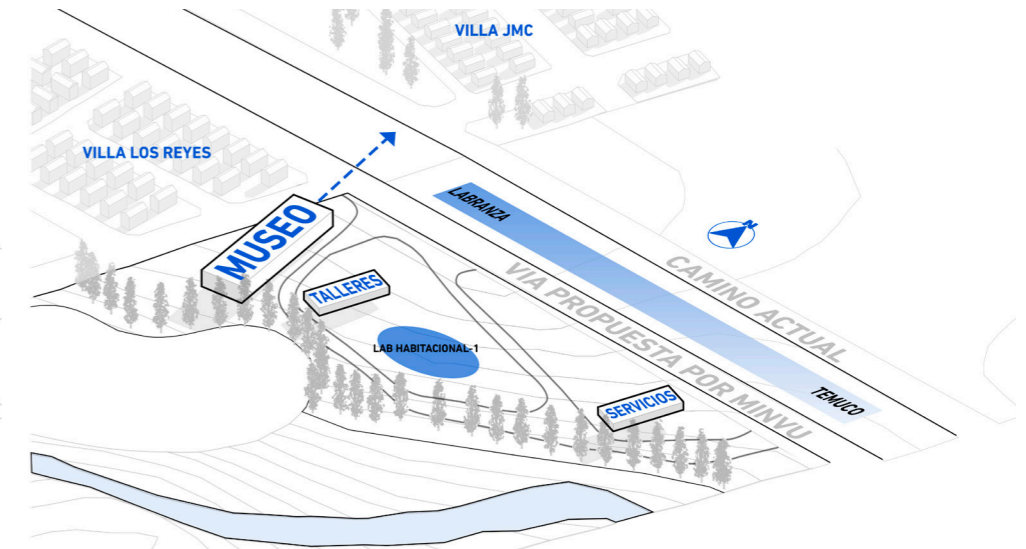 VILLA JMC
VILLA LOS REYES
MUSEO
LABRANZA
N
TALLERES
VIA PROPUESTA POR MINVU
CAMINO ACTUAL
LAB HABITACIONAL-1
SERVICIOS
TEMUCO